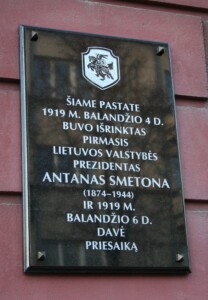 ŠIAME PASTATE
1919 M. BALANDŽIO 4 D.
BUVO IŠRINKTAS
PIRMASIS
LIETUVOS VALSTYBĖS
PREZIDENTAS
ANTANAS SMETONA
(1874–1944)
IR 1919 M.
BALANDŽIO 6 D.
DAVĖ
PRIESAIKĄ